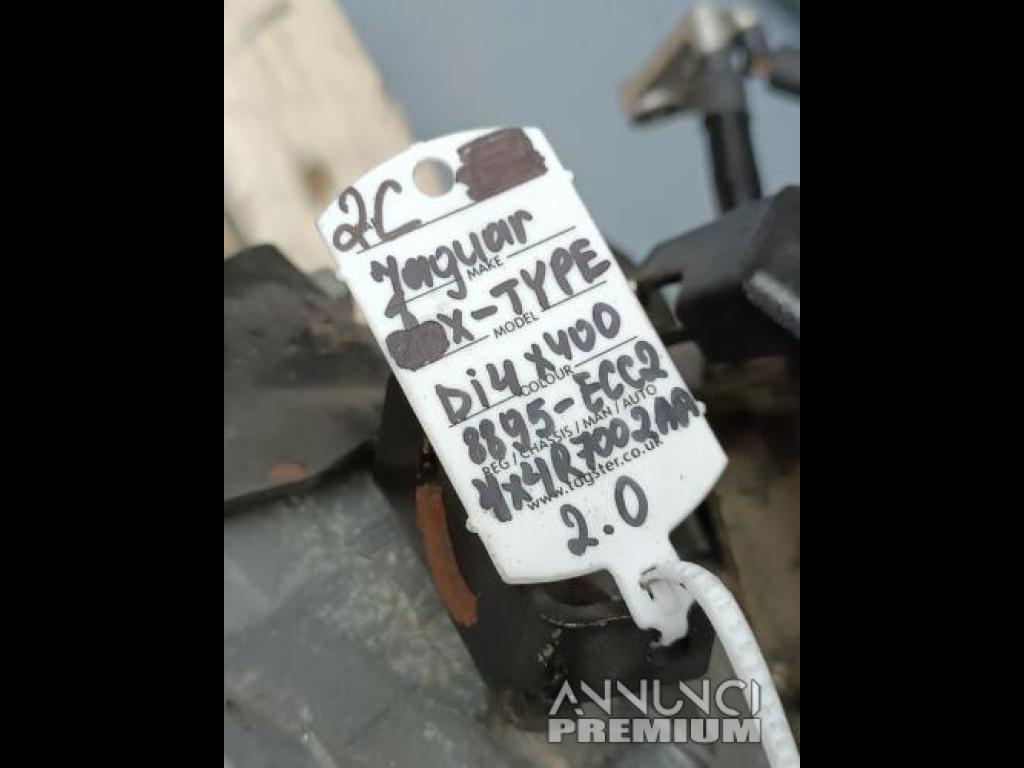 2C
Jaguar
MAKE
X-TYPE
MODEL
Di4X400
COLOUR
8895-ECC2
REG / CHASSIS / MAN / AUTO
4X4R7002AA
www.tagster.co.uk
2.0
ANNUNCI
PREMIUM